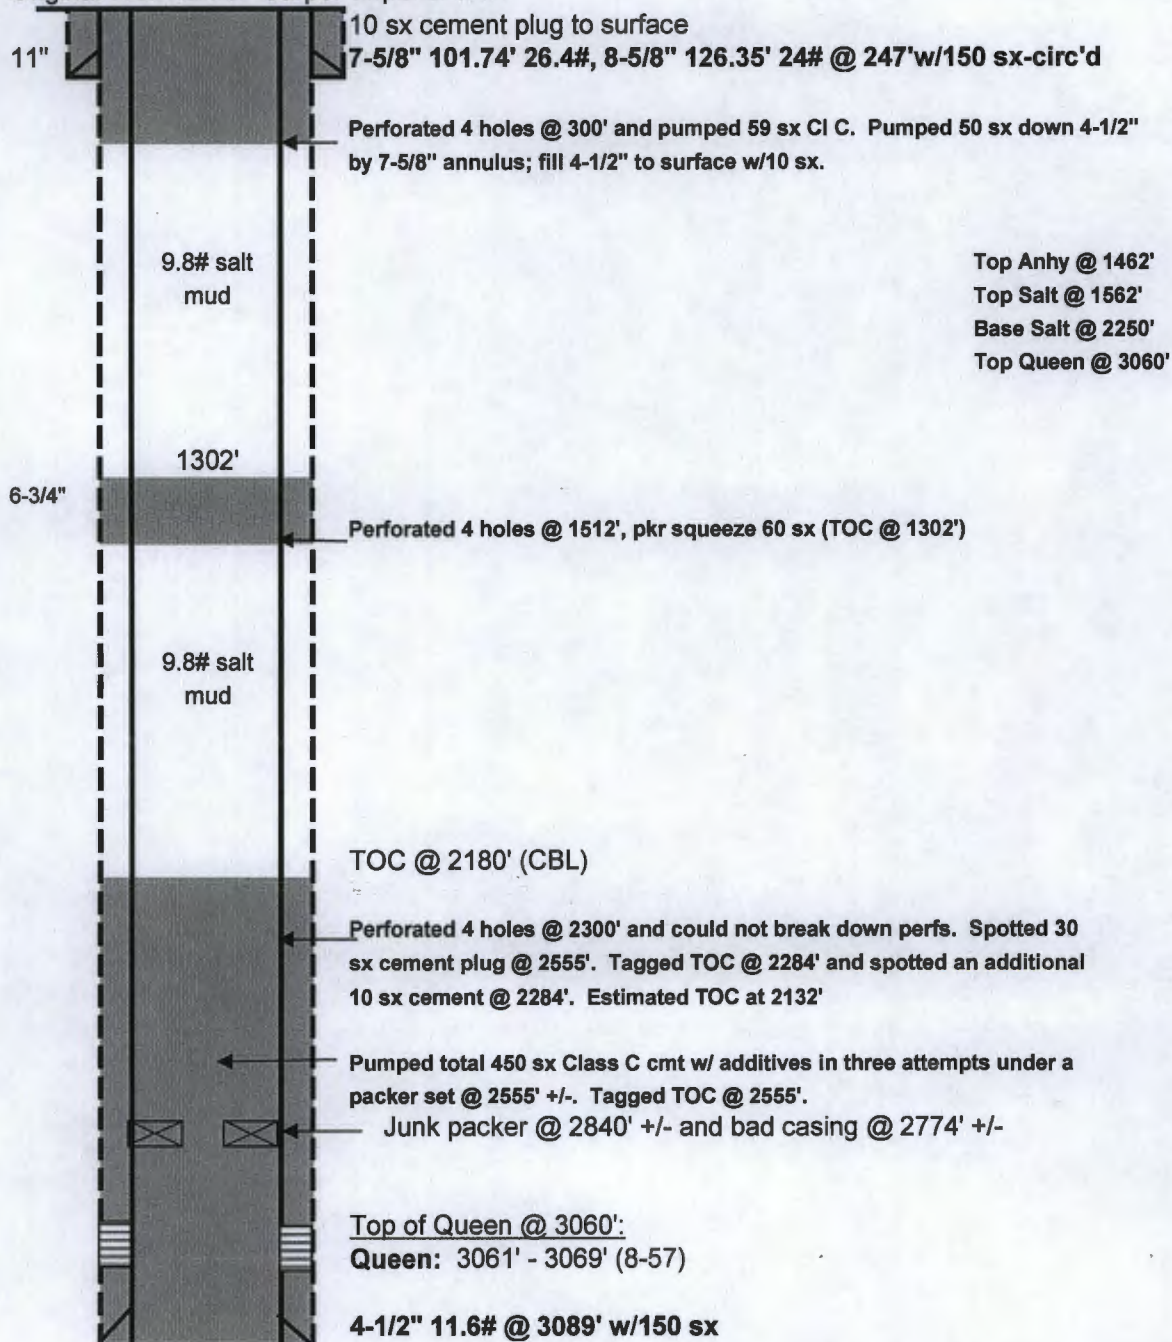 10 sx cement plug to surface
11"
7-5/8" 101.74' 26.4#, 8-5/8" 126.35' 24# @ 247'w/150 sx-circ'd
Perforated 4 holes @ 300' and pumped 59 sx Cl C. Pumped 50 sx down 4-1/2"
by 7-5/8" annulus; fill 4-1/2" to surface w/10 sx.
9.8# salt
mud
Top Anhy @ 1462'
Top Salt @ 1562'
Base Salt @ 2250'
Top Queen @ 3060'
1302'
6-3/4"
Perforated 4 holes @ 1512', pkr squeeze 60 sx (TOC @ 1302')
9.8# salt
mud
TOC @ 2180' (CBL)
Perforated 4 holes @ 2300' and could not break down perfs. Spotted 30
sx cement plug @ 2555'. Tagged TOC @ 2284' and spotted an additional
10 sx cement @ 2284'. Estimated TOC at 2132'
Pumped total 450 sx Class C cmt w/ additives in three attempts under a
packer set @ 2555' +/-. Tagged TOC @ 2555'.
Junk packer @ 2840' +/- and bad casing @ 2774' +/-
Top of Queen @ 3060':
Queen: 3061' - 3069' (8-57)
4-1/2" 11.6# @ 3089' w/150 sx